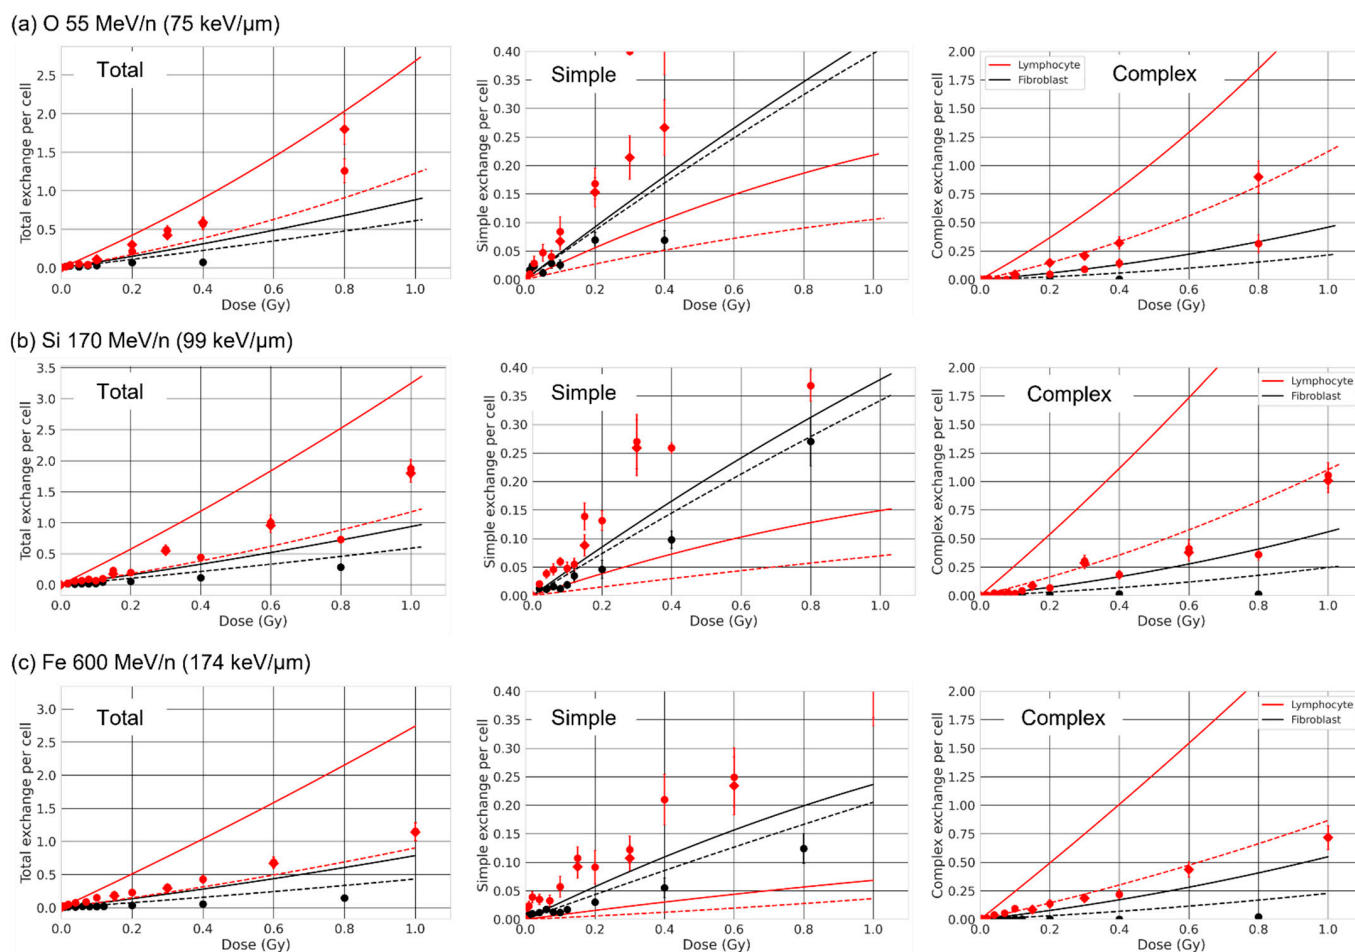 (a) O 55 MeV/n (75 keV/µm)
Total
Simple
Complex
Lymphocyte
Fibroblast
Total exchange per cell
2.5
2.0
1.5
1.0
0.5
0.0
0.0 0.2 0.4 0.6 0.8 1.0
Dose (Gy)
Simple exchange per cell
0.40
0.35
0.30
0.25
0.20
0.15
0.10
0.05
0.00
0.0 0.2 0.4 0.6 0.8 1.0
Dose (Gy)
Complex exchange per cell
2.00
1.75
1.50
1.25
1.00
0.75
0.50
0.25
0.00
0.0 0.2 0.4 0.6 0.8 1.0
Dose (Gy)
(b) Si 170 MeV/n (99 keV/µm)
Total
Simple
Complex
Lymphocyte
Fibroblast
Total exchange per cell
3.5
3.0
2.5
2.0
1.5
1.0
0.5
0.0
0.0 0.2 0.4 0.6 0.8 1.0
Dose (Gy)
Simple exchange per cell
0.40
0.35
0.30
0.25
0.20
0.15
0.10
0.05
0.00
0.0 0.2 0.4 0.6 0.8 1.0
Dose (Gy)
Complex exchange per cell
2.00
1.75
1.50
1.25
1.00
0.75
0.50
0.25
0.00
0.0 0.2 0.4 0.6 0.8 1.0
Dose (Gy)
(c) Fe 600 MeV/n (174 keV/µm)
Total
Simple
Complex
Lymphocyte
Fibroblast
Total exchange per cell
3.0
2.5
2.0
1.5
1.0
0.5
0.0
0.0 0.2 0.4 0.6 0.8 1.0
Dose (Gy)
Simple exchange per cell
0.40
0.35
0.30
0.25
0.20
0.15
0.10
0.05
0.00
0.0 0.2 0.4 0.6 0.8 1.0
Dose (Gy)
Complex exchange per cell
2.00
1.75
1.50
1.25
1.00
0.75
0.50
0.25
0.00
0.0 0.2 0.4 0.6 0.8 1.0
Dose (Gy)